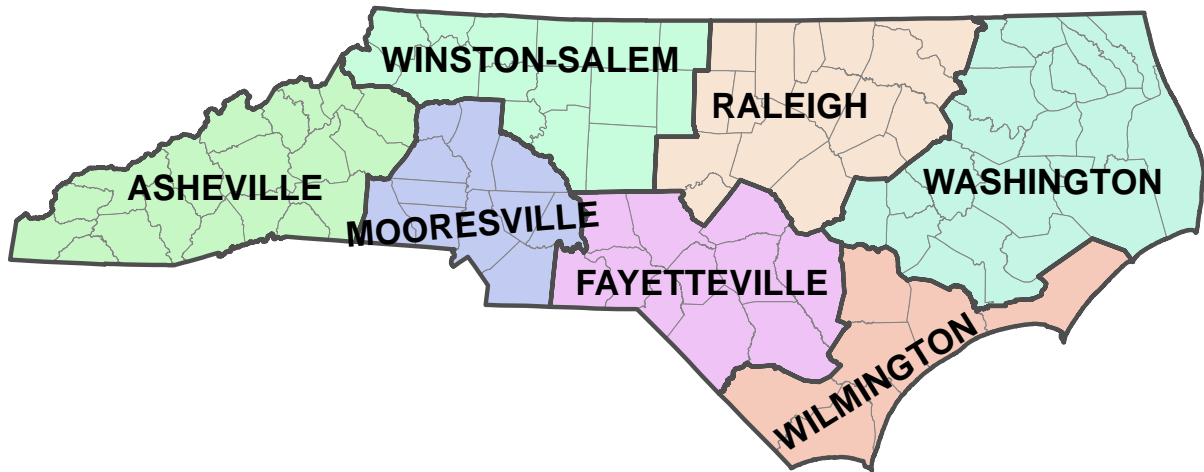 WINSTON-SALEM
RALEIGH
ASHEVILLE
WASHINGTON
MOORESVILLE
FAYETTEVILLE
WILMINGTON